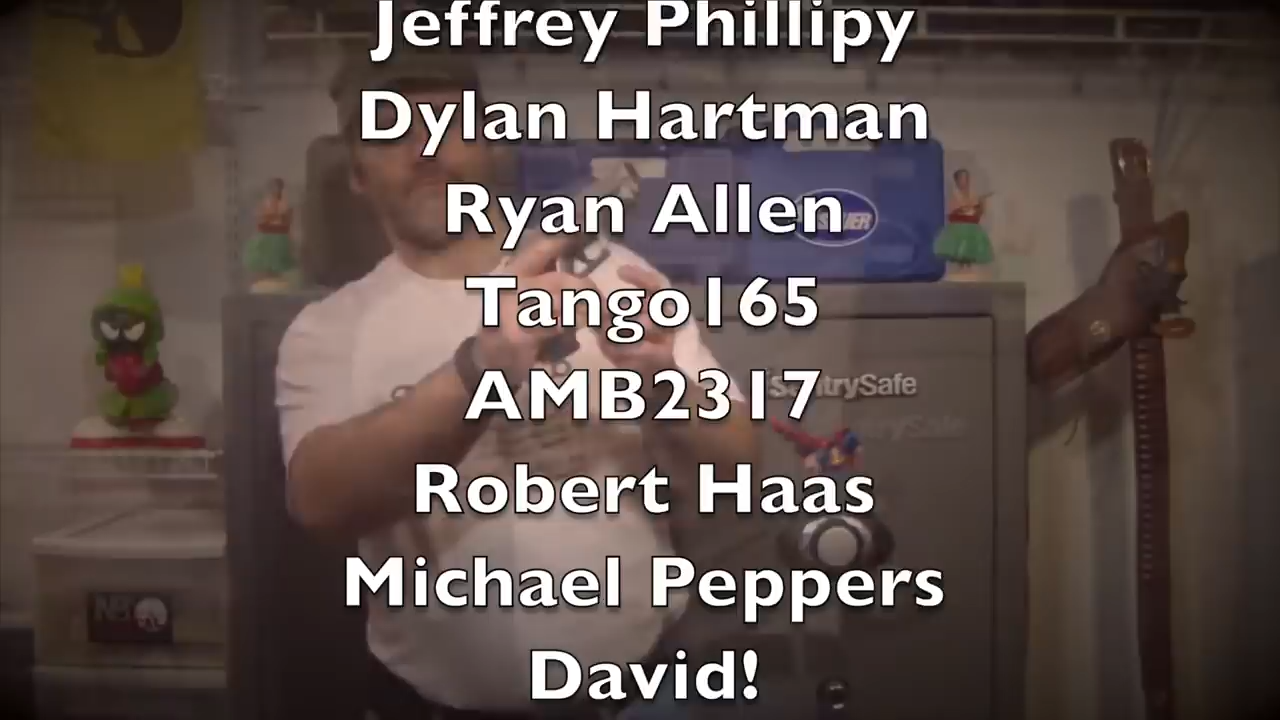 Jeffrey Phillipy
Dylan Hartman
Ryan Allen
Tango165
AMB2317
SentrySafe
Robert Haas
Michael Peppers
David!